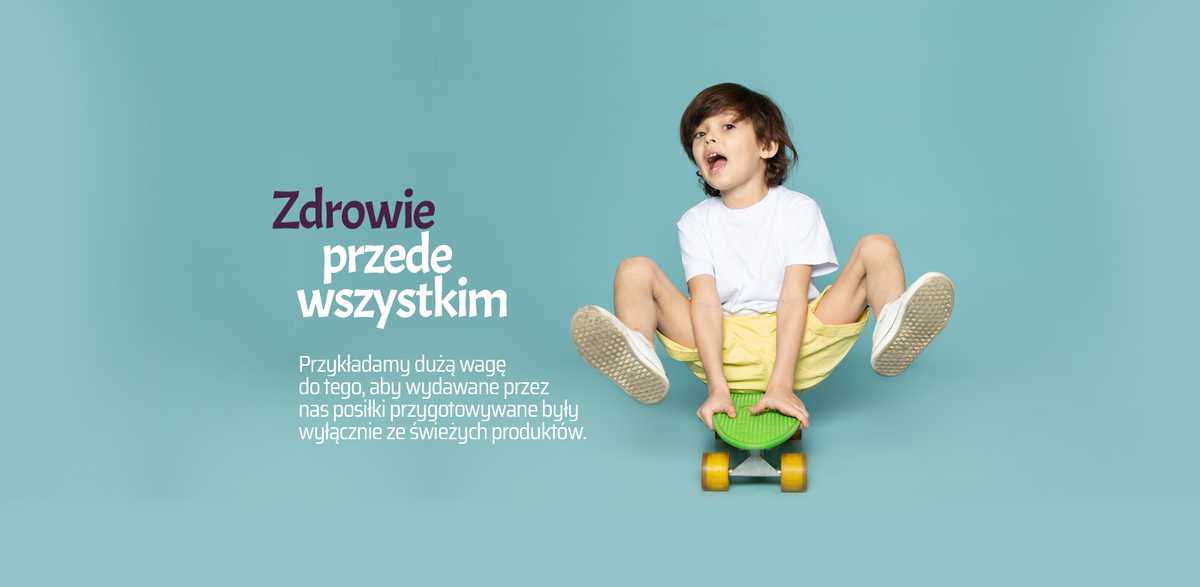 Zdrowie
przede
wszystkim
Przykładamy dużą wagę
do tego, aby wydawane przez
nas posiłki przygotowywane były
wyłącznie ze świeżych produktów.